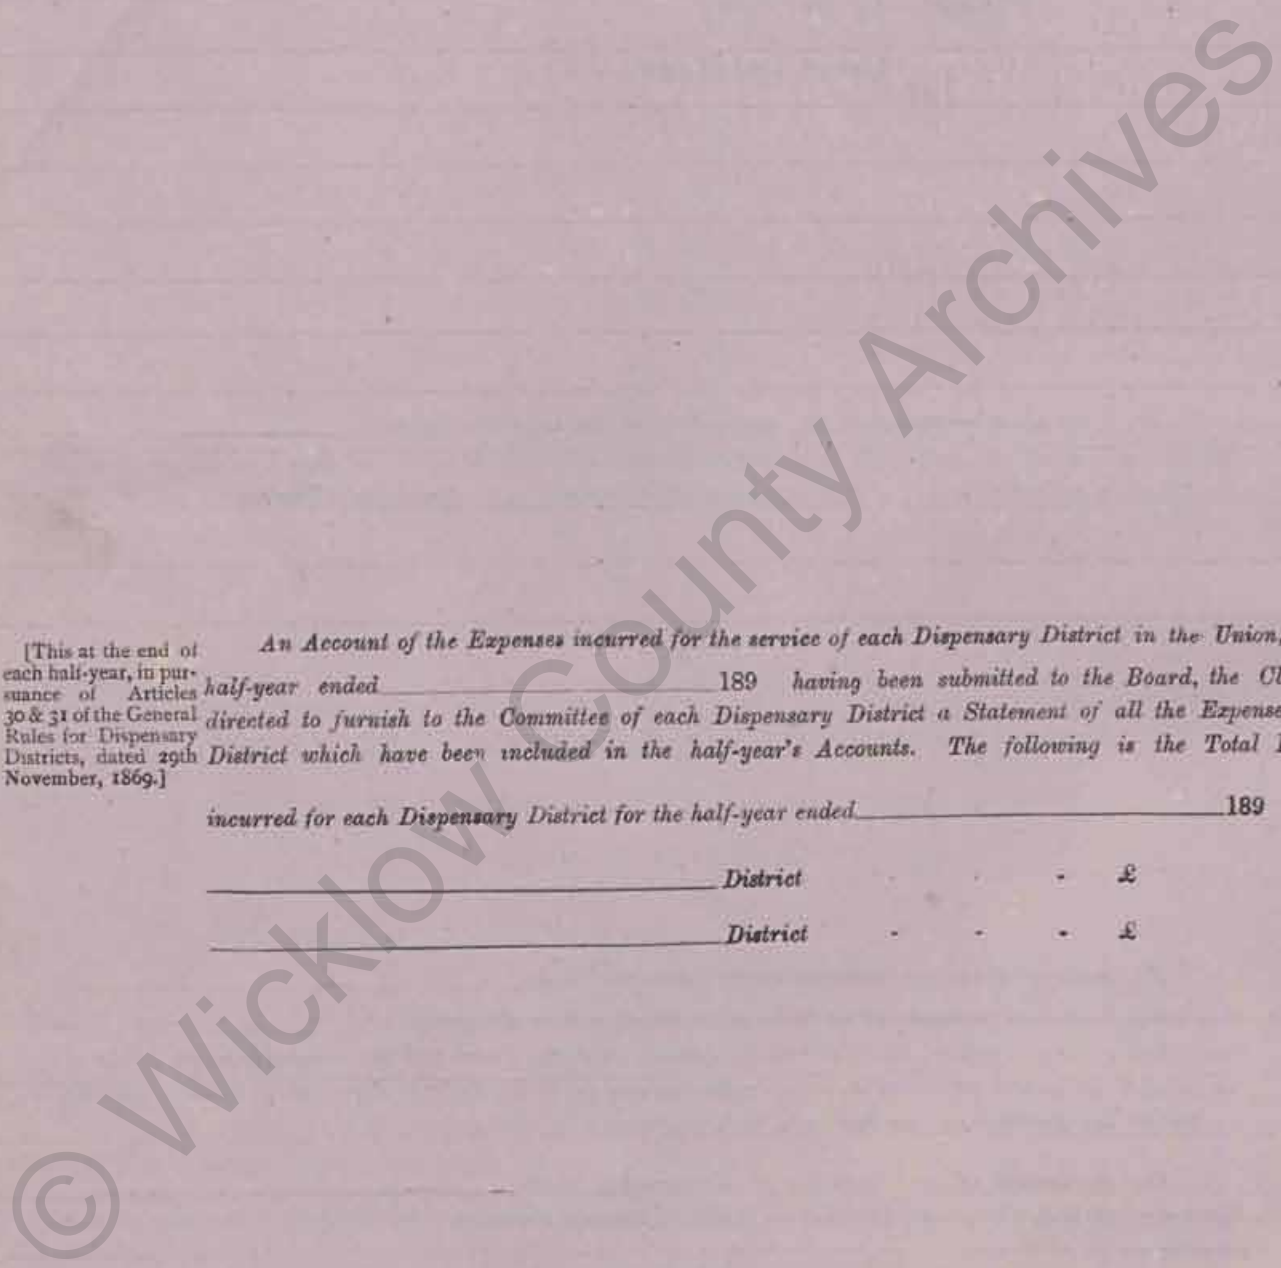 [This at the end of
each half-year, in pur-
suance of Articles
30 & 31 of the General
Rules for Dispensary
Districts, dated 29th
November, 1869.]
An Account of the Expenses incurred for the service of each Dispensary District in the Union,
half-year ended 189 having been submitted to the Board, the Cl
directed to furnish to the Committee of each Dispensary District a Statement of all the Expense
District which have been included in the half-year's Accounts. The following is the Total
incurred for each Dispensary District for the half-year ended 189
District - - - £
District - - - £
© Wicklow County Archives